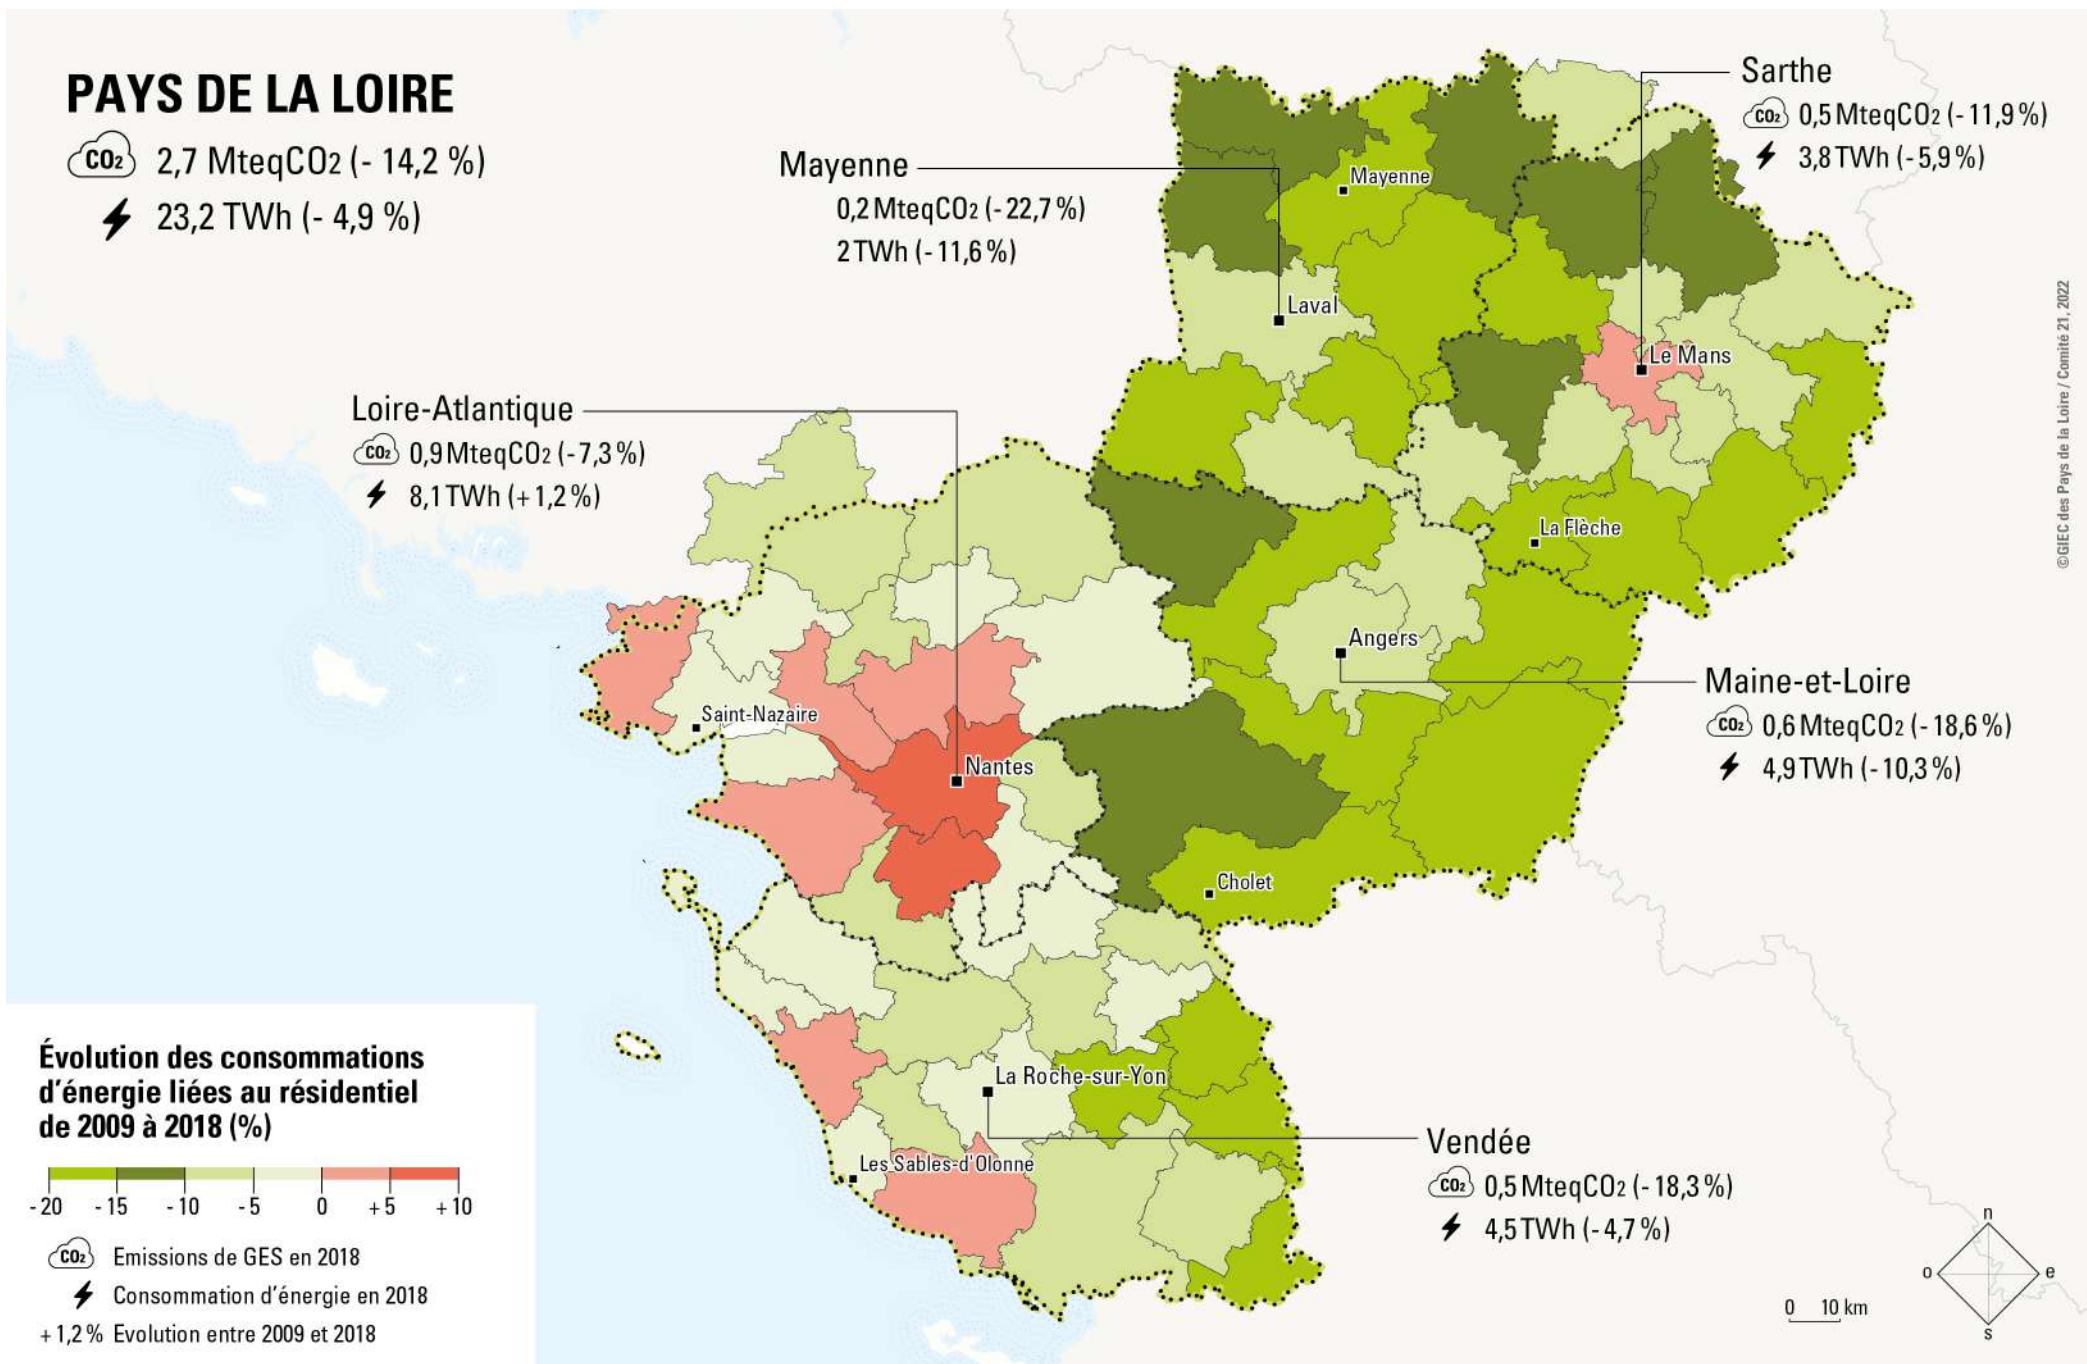 PAYS DE LA LOIRE
CO2 2,7 MteqCO2 (- 14,2 %)
23,2 TWh (- 4,9 %)
Sarthe
CO2 0,5 MteqCO2 (- 11,9 %)
3,8 TWh (- 5,9 %)
Mayenne
0,2 MteqCO2 (- 22,7 %)
2 TWh (- 11,6 %)
Mayenne
Laval
Le Mans
Loire-Atlantique
CO2 0,9 MteqCO2 (- 7,3 %)
8,1 TWh (+ 1,2 %)
La Flèche
Angers
Maine-et-Loire
CO2 0,6 MteqCO2 (- 18,6 %)
4,9 TWh (- 10,3 %)
Saint-Nazaire
Nantes
Cholet
La Roche-sur-Yon
Les Sables-d'Olonne
Vendée
CO2 0,5 MteqCO2 (- 18,3 %)
4,5 TWh (- 4,7 %)
Évolution des consommations
d'énergie liées au résidentiel
de 2009 à 2018 (%)
- 20 - 15 - 10 - 5 0 + 5 + 10
CO2 Emissions de GES en 2018
Consommation d'énergie en 2018
+ 1,2 % Evolution entre 2009 et 2018
0 10 km
n
o e
s
©GIEC des Pays de la Loire / Comité 21, 2022